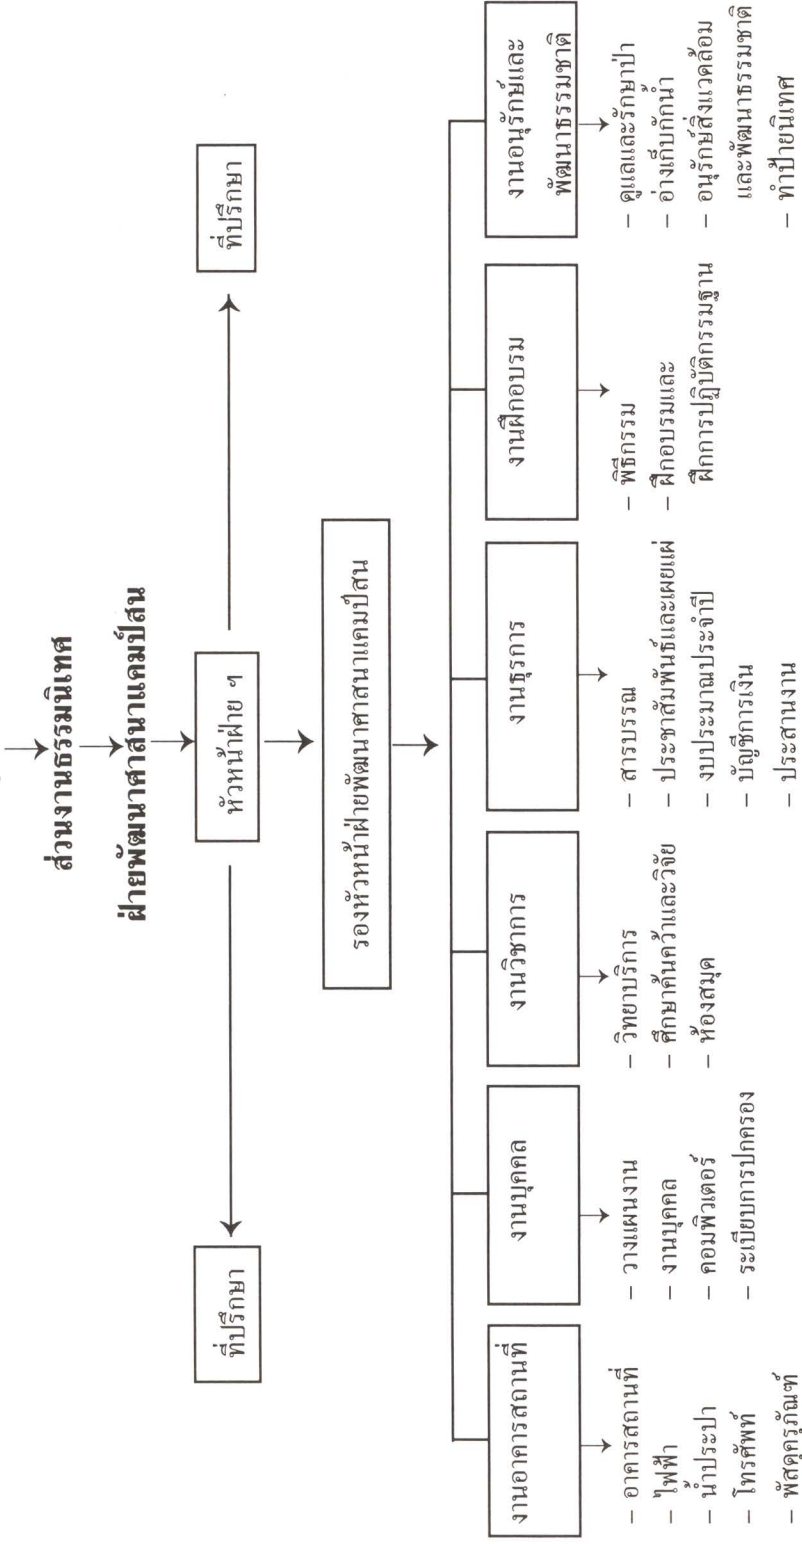 ส่วนงานธรรมนิเทศ
ฝ่ายพัฒนาศาสนาแคมป์สน
ที่ปรึกษา
หัวหน้าฝ่าย ฯ
ที่ปรึกษา
รองหัวหน้าฝ่ายพัฒนาศาสนาแคมป์สน
งานอาคารสถานที่
– อาคารสถานที่
– ไฟฟ้า
– น้ำประปา
– โทรศัพท์
– พัสดุครุภัณฑ์
งานบุคคล
– วางแผนงาน
– งานบุคคล
– คอมพิวเตอร์
– ระเบียบการปกครอง
งานวิชาการ
– วิทยาบริการ
– ศึกษาค้นคว้าและวิจัย
– ห้องสมุด
งานธุรการ
– สารบรรณ
– ประชาสัมพันธ์และเผยแผ่
– งบประมาณประจำปี
– บัญชีการเงิน
– ประสานงาน
งานฝึกอบรม
– พิธีกรรม
– ฝึกอบรมและ
ฝึกการปฏิบัติกรรมฐาน
งานอนุรักษ์และ
พัฒนาธรรมชาติ
– ดูแลและรักษาป่า
– อ่างเก็บกักน้ำ
– อนุรักษ์สิ่งแวดล้อม
และพัฒนาธรรมชาติ
– ทำป้ายนิเทศ